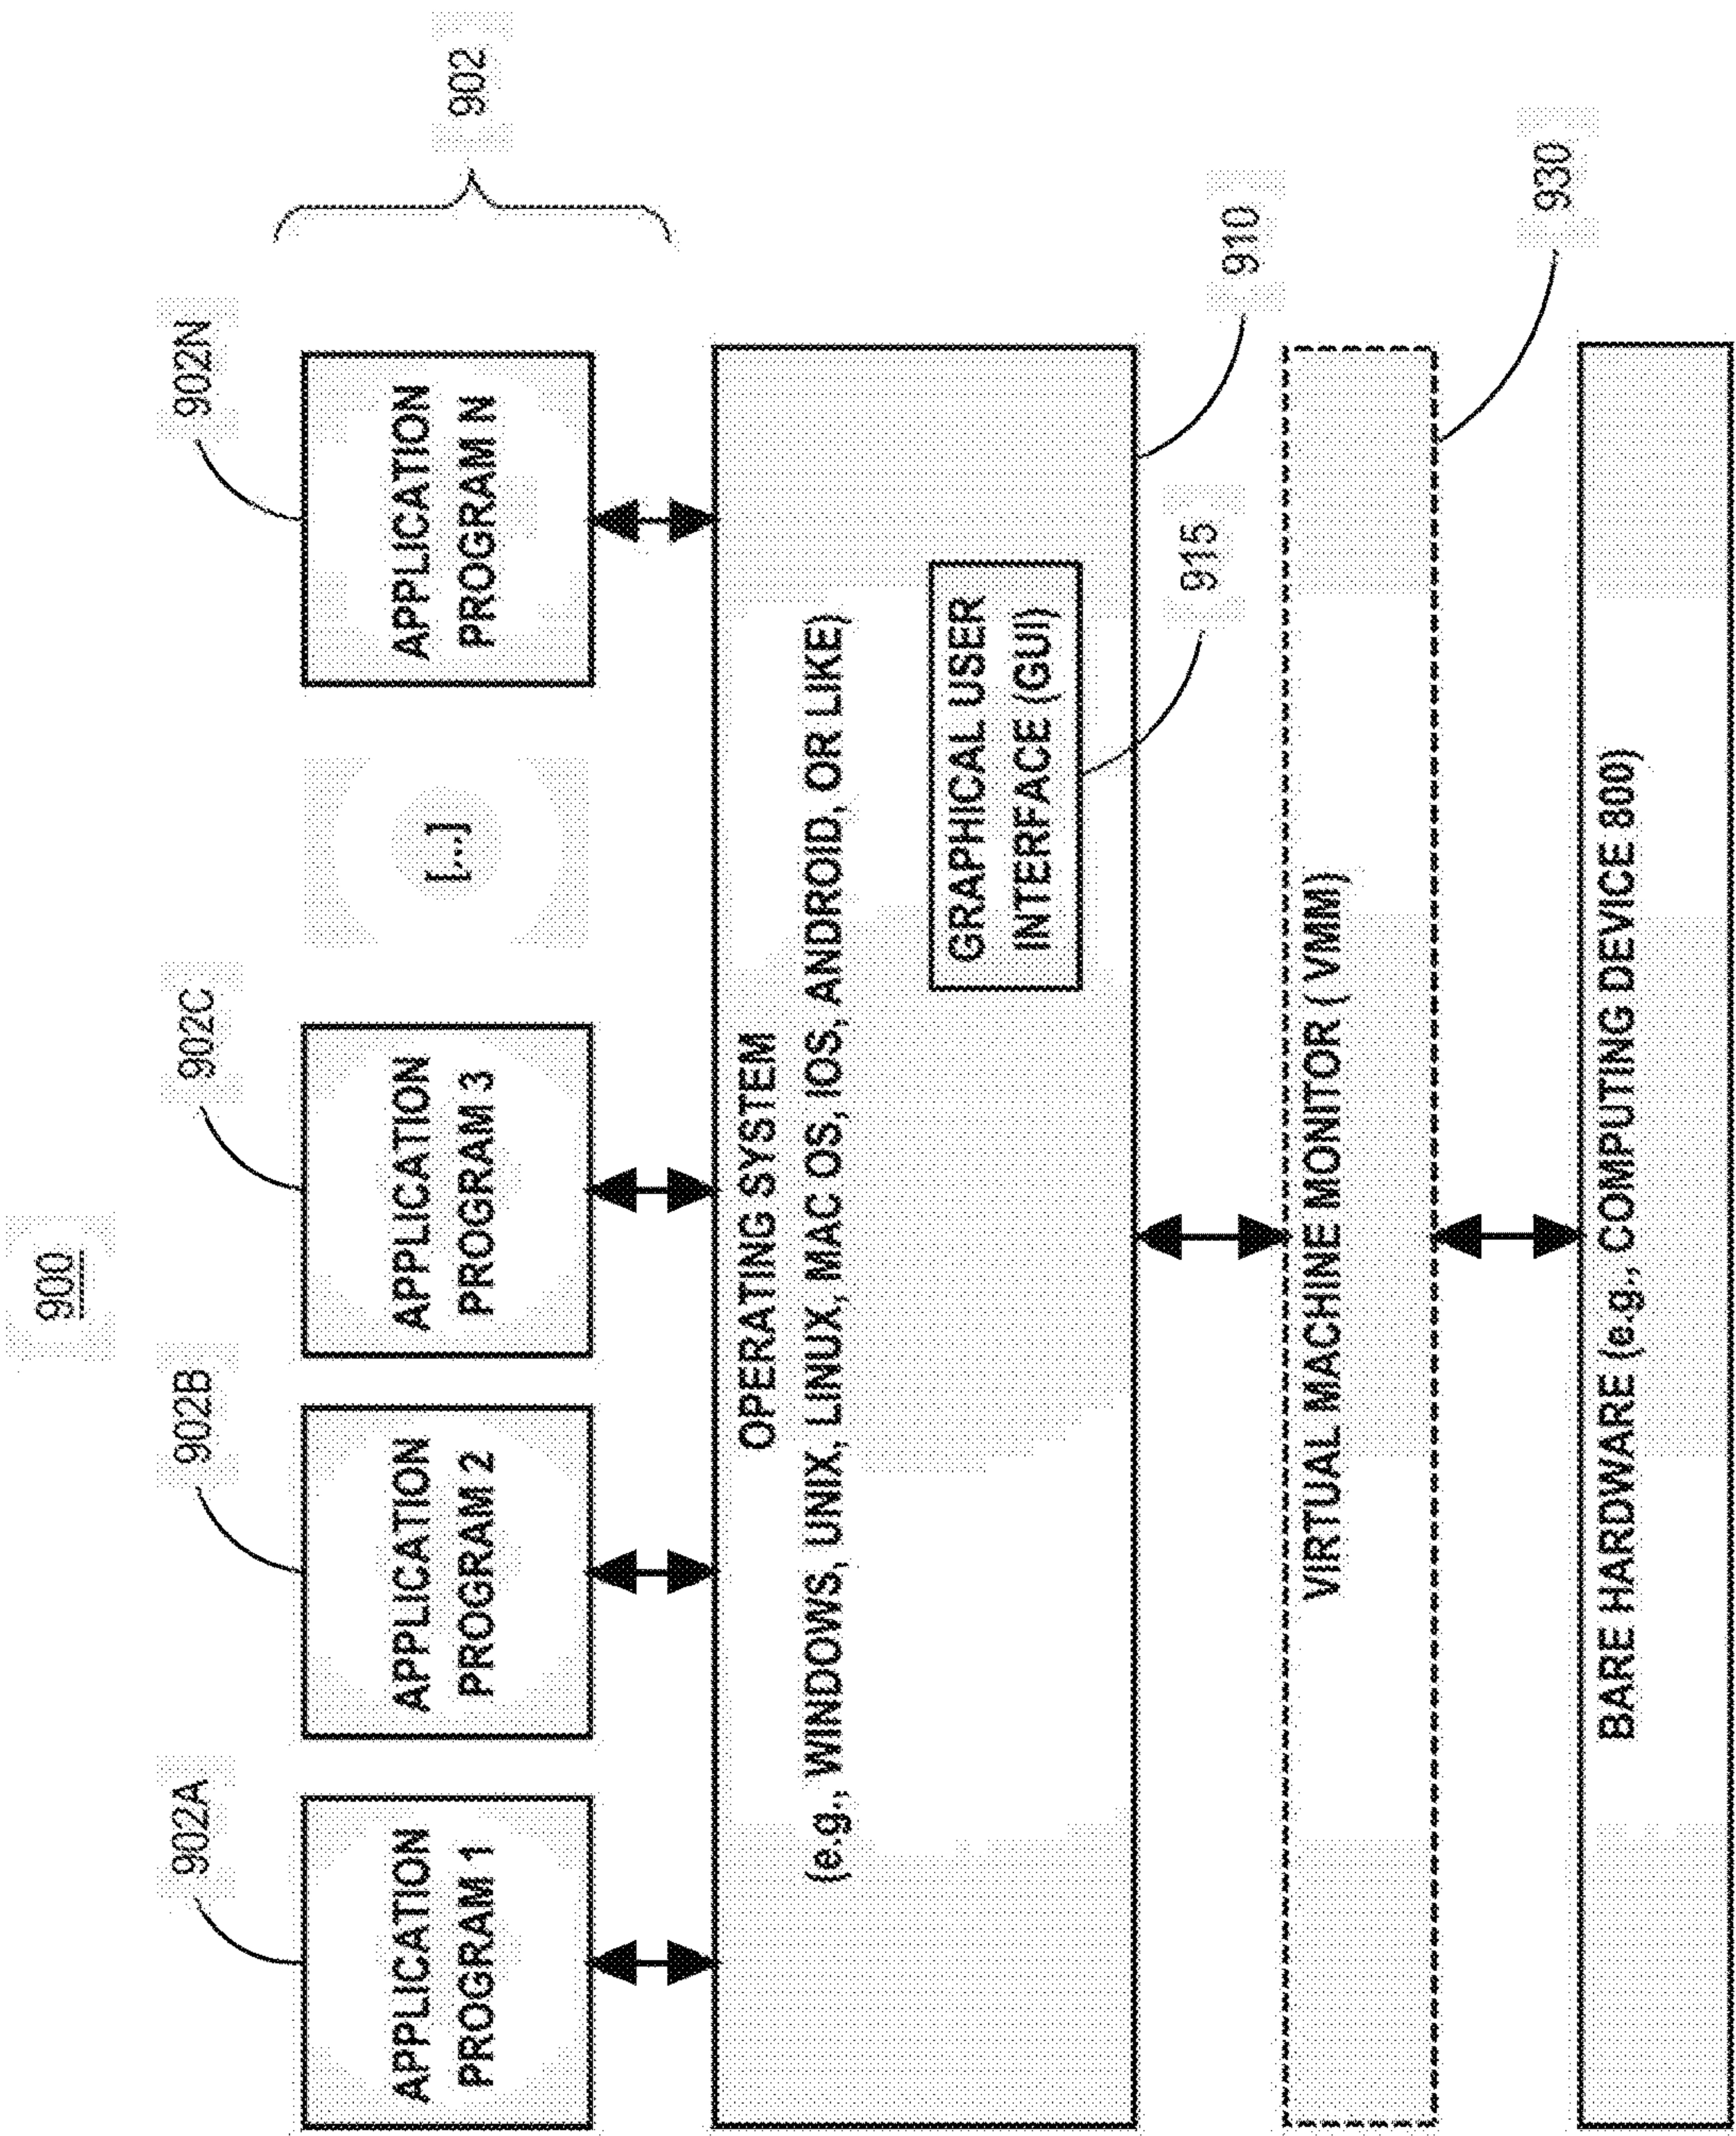 900
902A
902B
902C
902N
902
APPLICATION
PROGRAM 1
APPLICATION
PROGRAM 2
APPLICATION
PROGRAM 3
[...]
APPLICATION
PROGRAM N
OPERATING SYSTEM
(e.g., WINDOWS, UNIX, LINUX, MAC OS, IOS, ANDROID, OR LIKE)
GRAPHICAL USER
INTERFACE (GUI)
915
910
VIRTUAL MACHINE MONITOR ( VMM)
930
BARE HARDWARE (e.g., COMPUTING DEVICE 800)